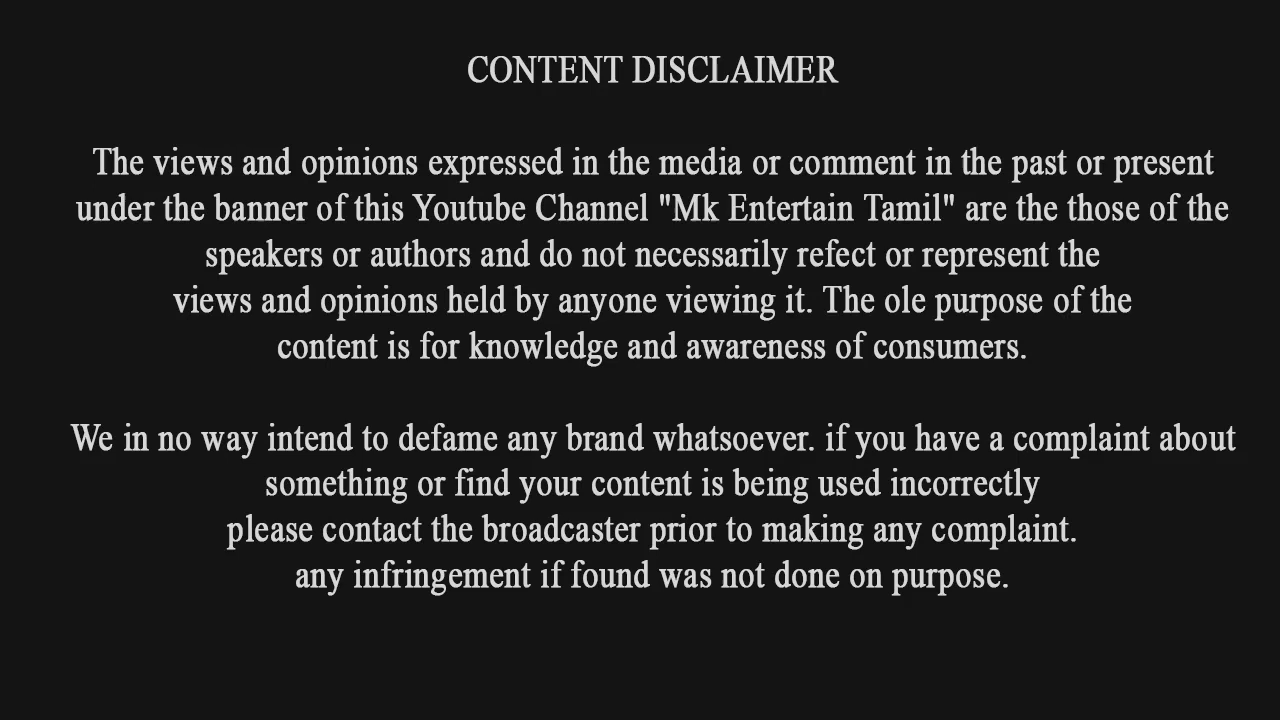 CONTENT DISCLAIMER
The views and opinions expressed in the media or comment in the past or present
under the banner of this Youtube Channel "Mk Entertain Tamil" are the those of the
speakers or authors and do not necessarily refect or represent the
views and opinions held by anyone viewing it. The ole purpose of the
content is for knowledge and awareness of consumers.
We in no way intend to defame any brand whatsoever. if you have a complaint about
something or find your content is being used incorrectly
please contact the broadcaster prior to making any complaint.
any infringement if found was not done on purpose.